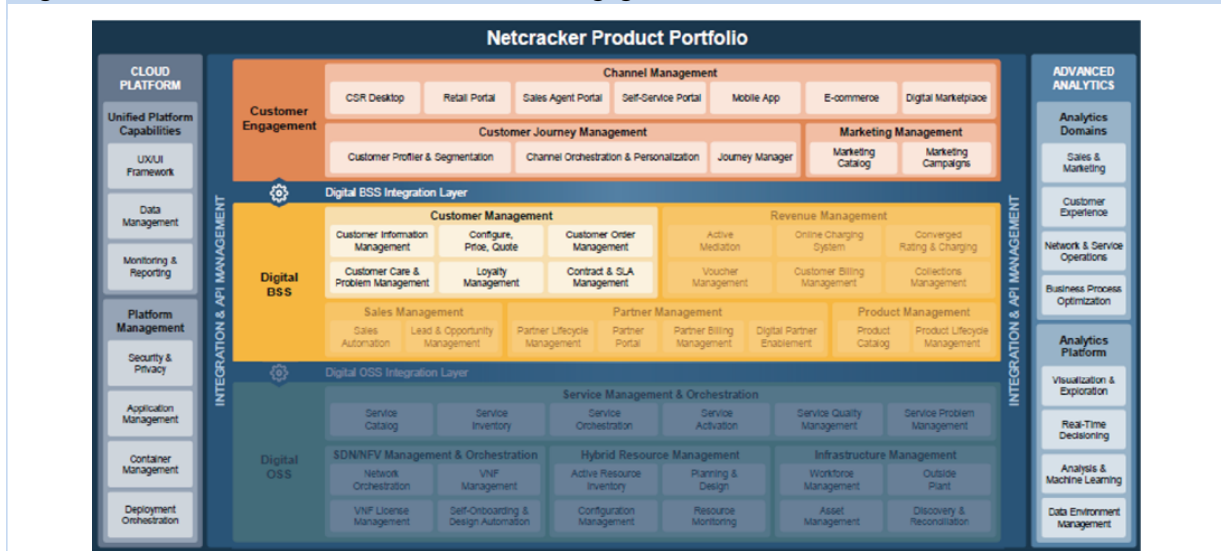 Netcracker Product Portfolio
CLOUD
PLATFORM
Unified Platform
Capabilities
UX/UI
Framework
Data
Management
Monitoring &
Reporting
Platform
Management
Security &
Privacy
Application
Management
Container
Management
Deployment
Orchestration
INTEGRATION & API MANAGEMENT
Customer
Engagement
Channel Management
CSR Desktop
Retail Portal
Sales Agent Portal
Self-Service Portal
Mobile App
E-commerce
Digital Marketplace
Customer Journey Management
Customer Profiler & Segmentation
Channel Orchestration & Personalization
Journey Manager
Marketing Management
Marketing
Catalog
Marketing
Campaigns
Digital BSS Integration Layer
Digital
BSS
Customer Management
Customer Information
Management
Configure,
Price, Quote
Customer Order
Management
Customer Care &
Problem Management
Loyalty
Management
Contract & SLA
Management
Revenue Management
Active
Mediation
Online Charging
System
Converged
Rating & Charging
Voucher
Management
Customer Billing
Management
Collections
Management
Sales Management
Sales
Automation
Lead & Opportunity
Management
Partner Management
Partner Lifecycle
Management
Partner
Portal
Partner Billing
Management
Digital Partner
Enablement
Product Management
Product
Catalog
Product Lifecycle
Management
Digital OSS Integration Layer
Digital
OSS
Service Management & Orchestration
Service
Catalog
Service
Inventory
Service
Orchestration
Service
Activation
Service Quality
Management
Service Problem
Management
SDN/NFV Management & Orchestration
Network
Orchestration
VNF
Management
VNF License
Management
Self-Onboarding &
Design Automation
Hybrid Resource Management
Active Resource
Inventory
Planning &
Design
Configuration
Management
Resource
Monitoring
Infrastructure Management
Workforce
Management
Outside
Plant
Asset
Management
Discovery &
Reconciliation
INTEGRATION & API MANAGEMENT
ADVANCED
ANALYTICS
Analytics
Domains
Sales &
Marketing
Customer
Experience
Network & Service
Operations
Business Process
Optimization
Analytics
Platform
Visualization &
Exploration
Real-Time
Decisioning
Analysis &
Machine Learning
Data Environment
Management